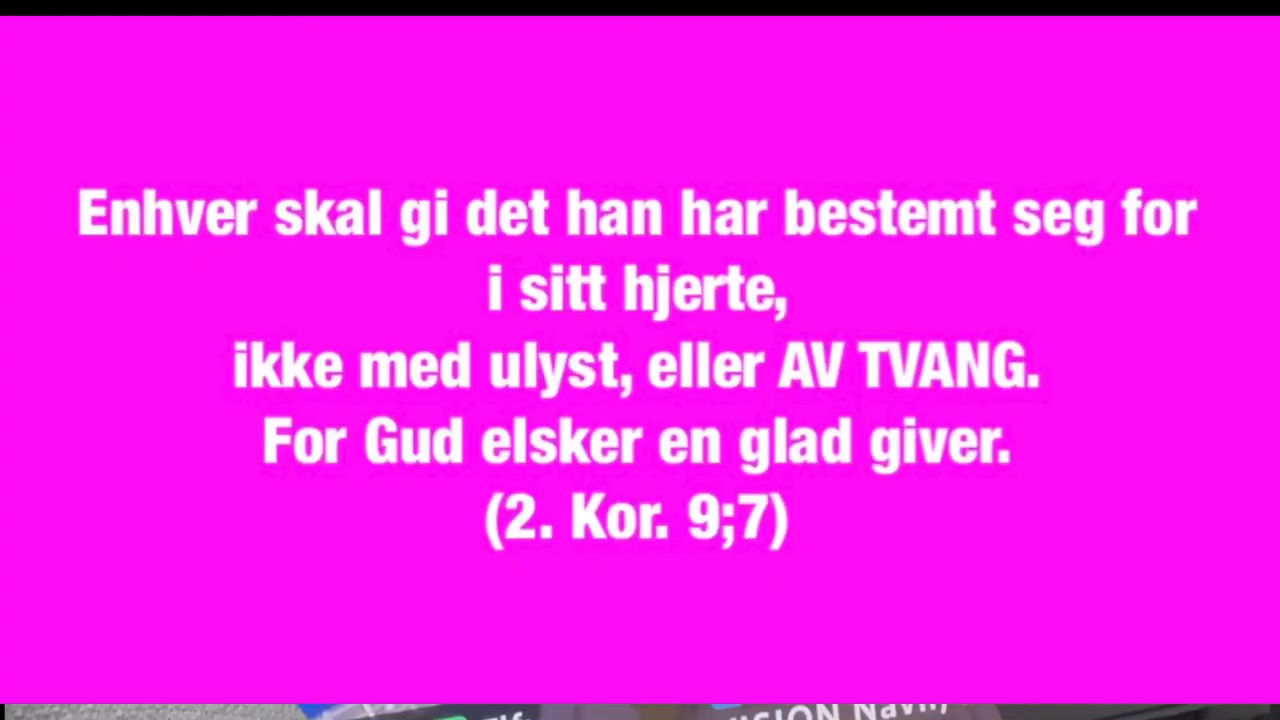 Enhver skal gi det han har bestemt seg for
i sitt hjerte,
ikke med ulyst, eller AV TVANG.
For Gud elsker en glad giver.
(2. Kor. 9;7)